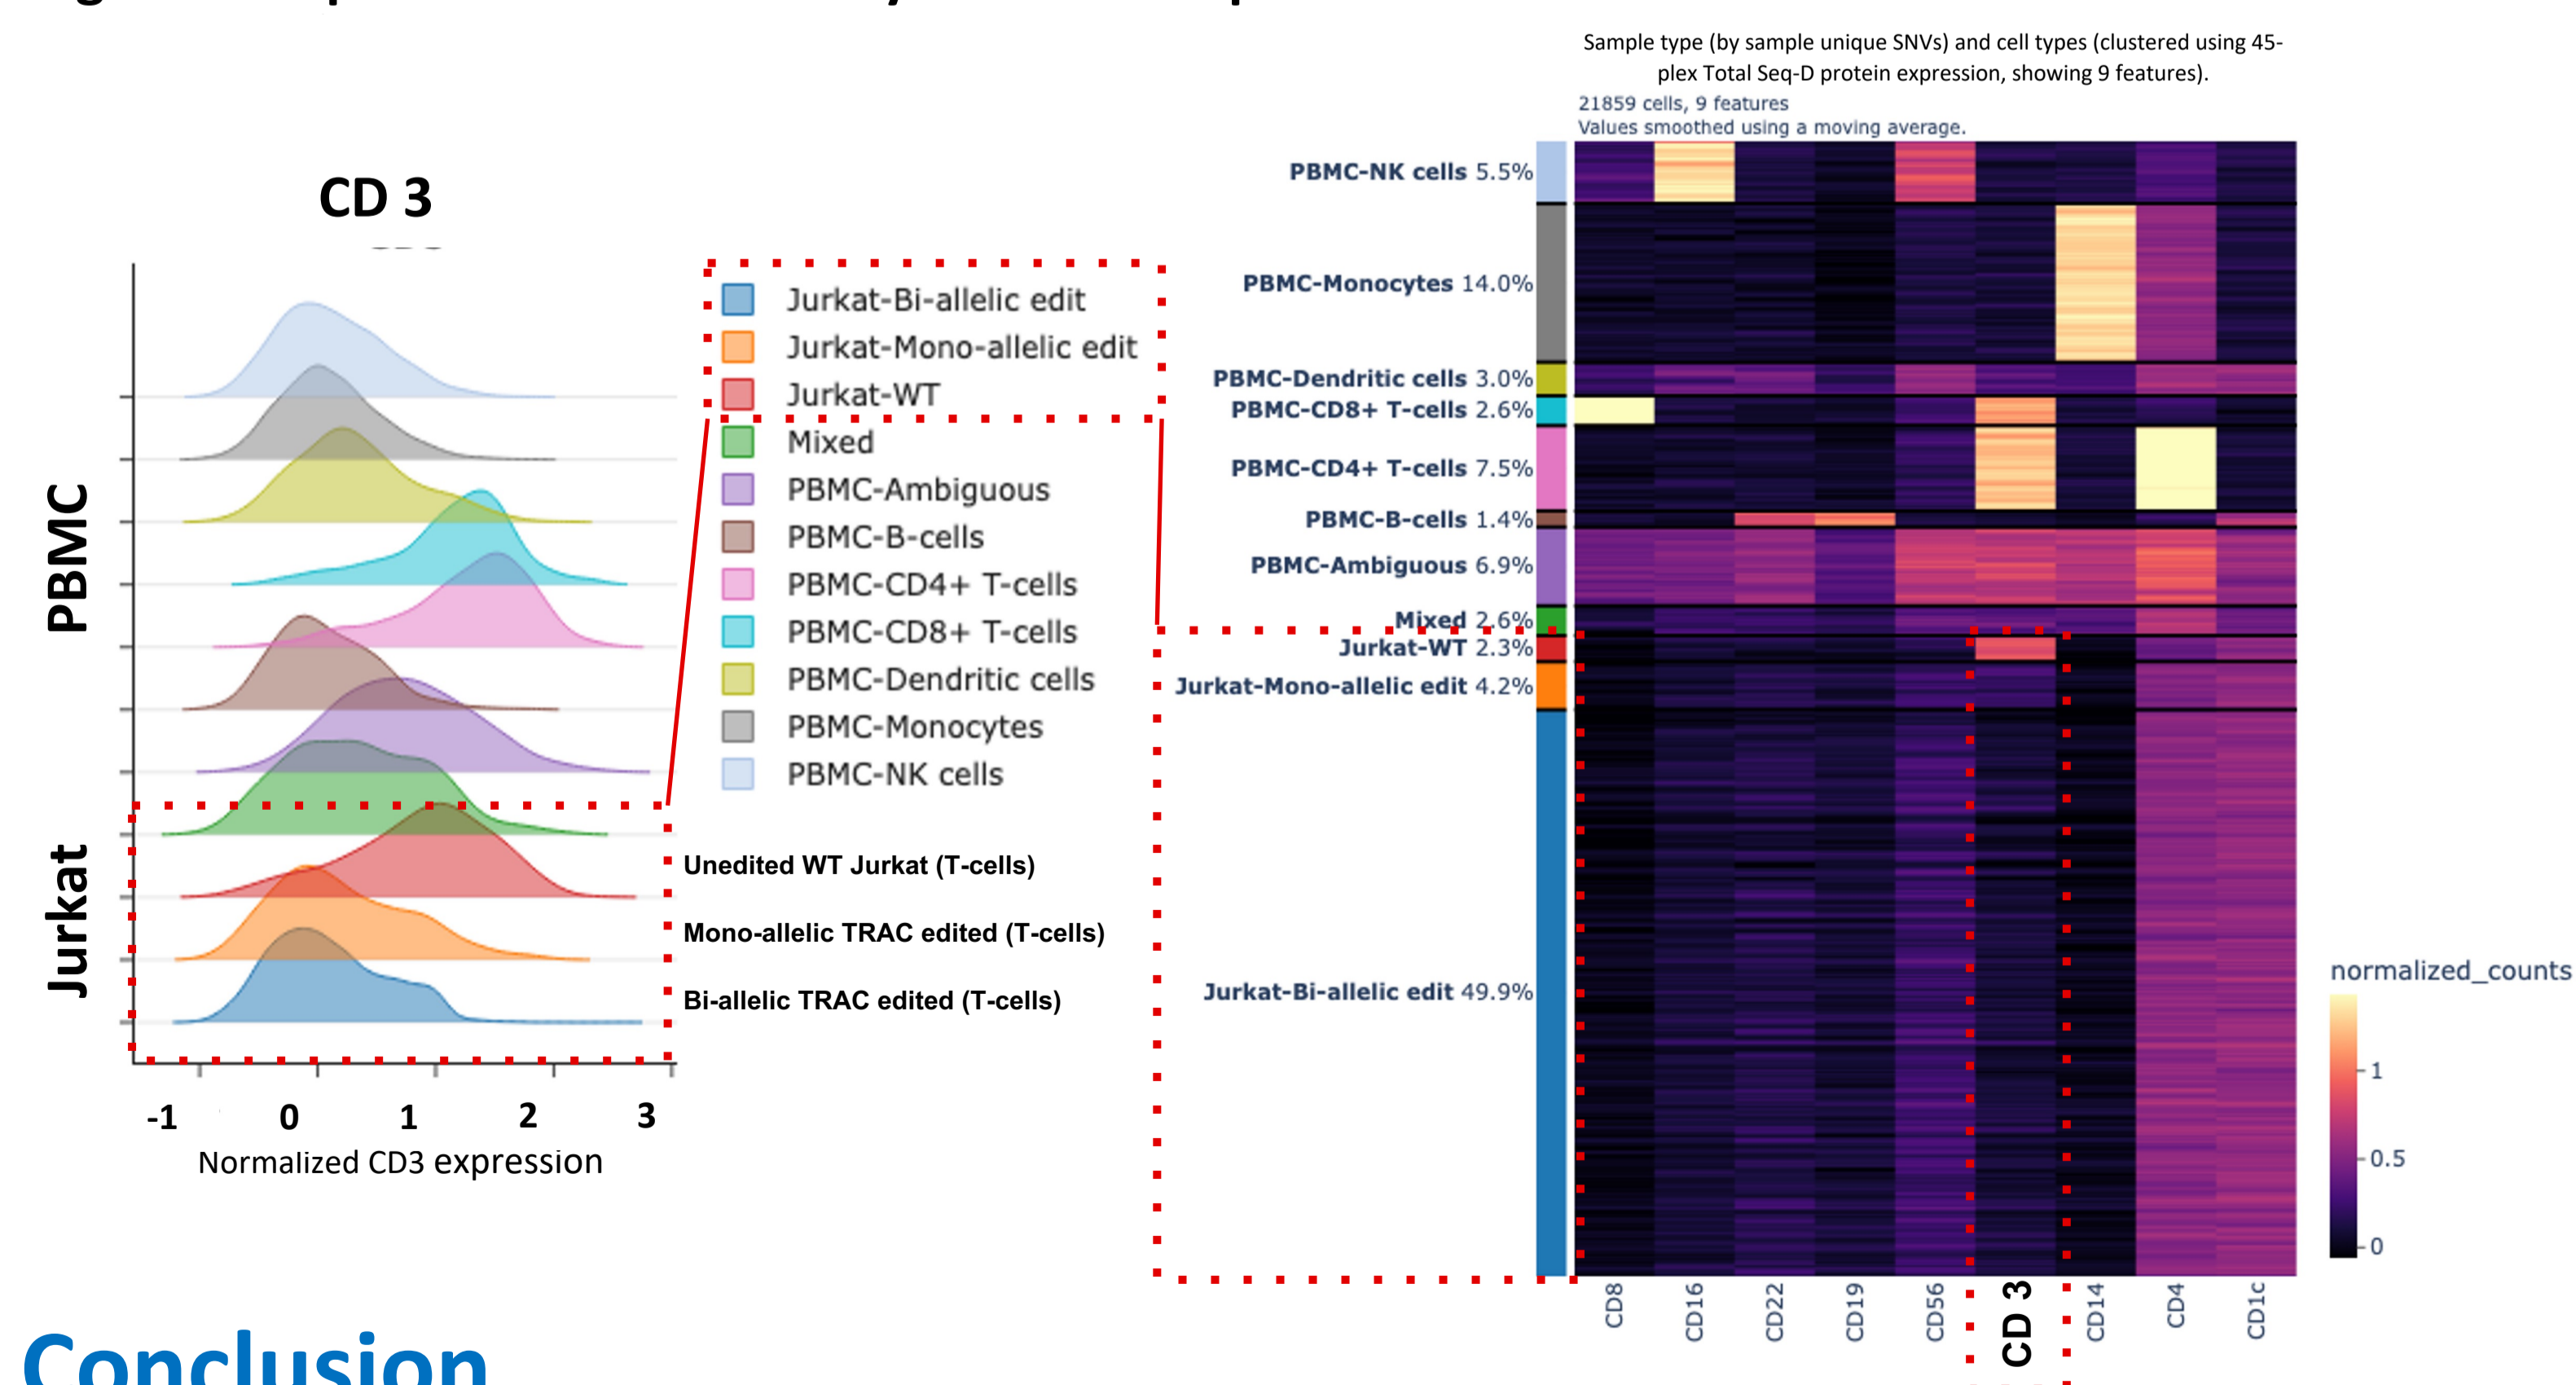 Sample type (by sample unique SNVs) and cell types (clustered using 45-
plex Total Seq-D protein expression, showing 9 features).
21859 cells, 9 features
Values smoothed using a moving average.
CD 3
PBMC
Jurkat
Jurkat-Bi-allelic edit
Jurkat-Mono-allelic edit
Jurkat-WT
Mixed
PBMC-Ambiguous
PBMC-B-cells
PBMC-CD4+ T-cells
PBMC-CD8+ T-cells
PBMC-Dendritic cells
PBMC-Monocytes
PBMC-NK cells
Unedited WT Jurkat (T-cells)
Mono-allelic TRAC edited (T-cells)
Bi-allelic TRAC edited (T-cells)
-1 0 1 2 3
Normalized CD3 expression
PBMC-NK cells 5.5%
PBMC-Monocytes 14.0%
PBMC-Dendritic cells 3.0%
PBMC-CD8+ T-cells 2.6%
PBMC-CD4+ T-cells 7.5%
PBMC-B-cells 1.4%
PBMC-Ambiguous 6.9%
Mixed 2.6%
Jurkat-WT 2.3%
Jurkat-Mono-allelic edit 4.2%
Jurkat-Bi-allelic edit 49.9%
CD8 CD16 CD22 CD19 CD56 CD 3 CD14 CD4 CD1c
normalized_counts
1
0.5
0
Conclusion